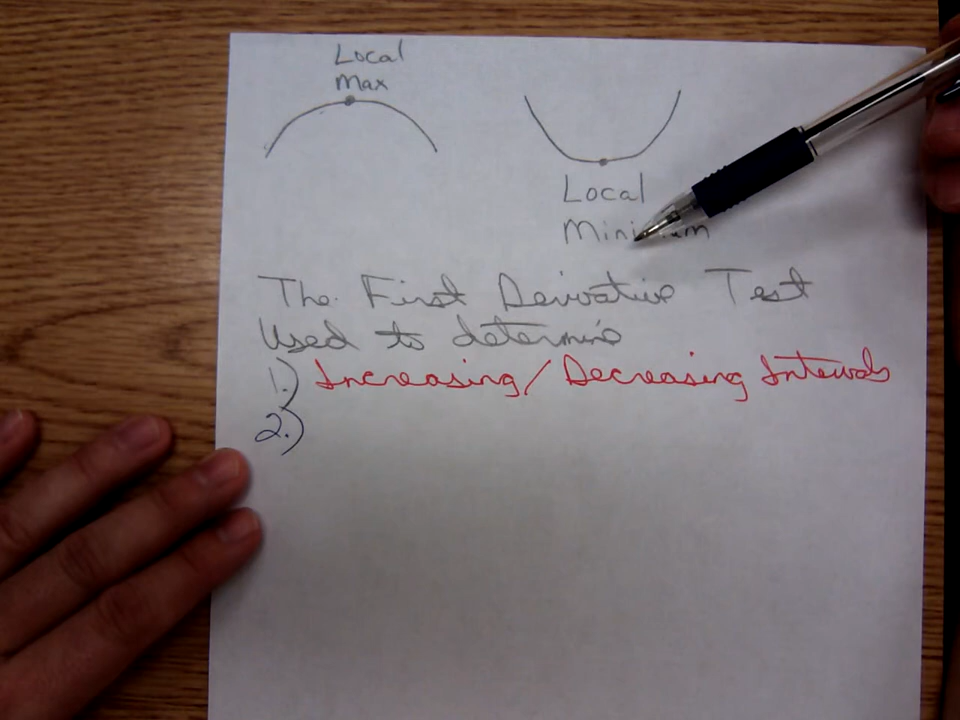 Local
Max
Local
The First Derivative Test
Used to determine
1.) Increasing/Decreasing Intervals
2.)